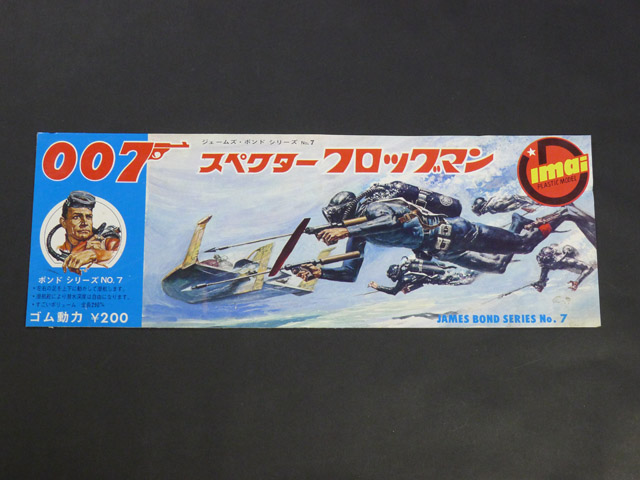 007
ジェームズ・ボンド シリーズ No.7
スペクター フロッグマン
imai
PLASTIC MODEL
ボンド シリーズ NO. 7
ゴム動力 ¥200
JAMES BOND SERIES No. 7